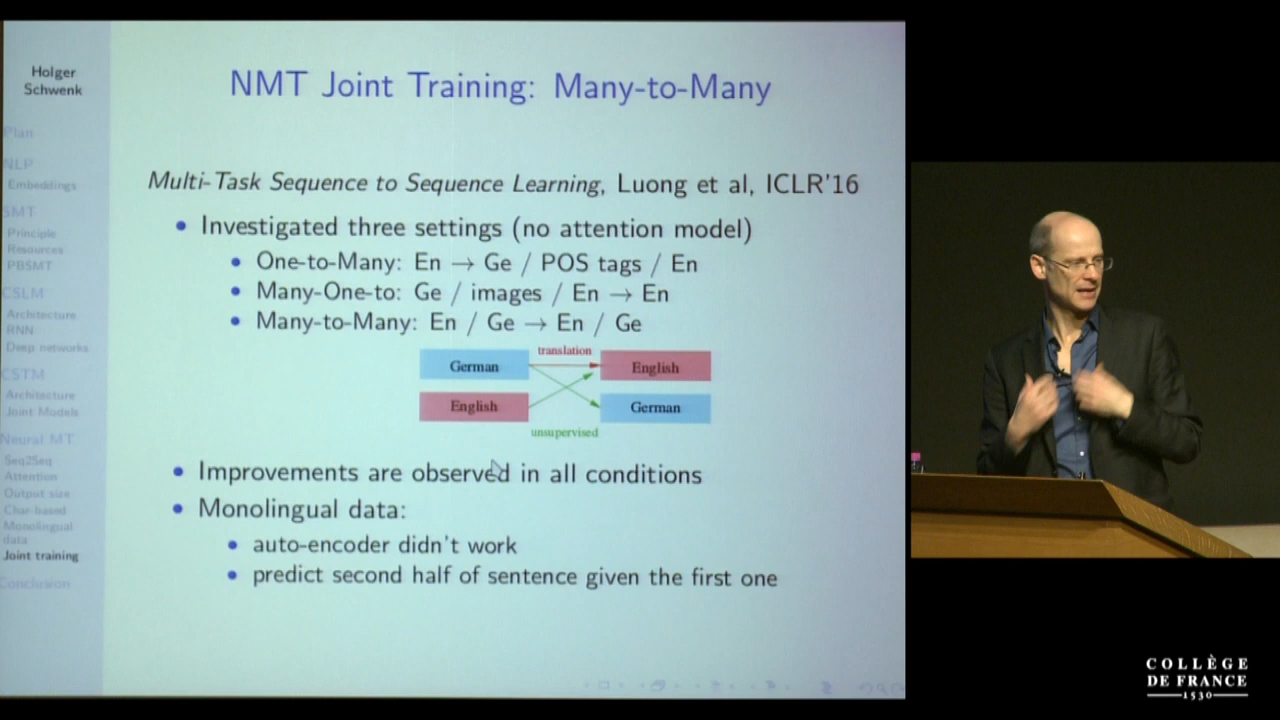 Holger
Schwenk
Plan
NLP
Embeddings
SMT
Principle
Resources
PBSMT
CSLM
Architecture
RNN
Deep networks
CSTM
Architecture
Joint Models
Neural MT
Seq2Seq
Attention
Output size
Char-based
Monolingual
data
Joint training
Conclusion
NMT Joint Training: Many-to-Many
Multi-Task Sequence to Sequence Learning, Luong et al, ICLR'16
• Investigated three settings (no attention model)
• One-to-Many: En → Ge / POS tags / En
• Many-One-to: Ge / images / En → En
• Many-to-Many: En / Ge → En / Ge
translation
German
English
English
German
unsupervised
• Improvements are observed in all conditions
• Monolingual data:
• auto-encoder didn't work
• predict second half of sentence given the first one
COLLÈGE
DE FRANCE
1530